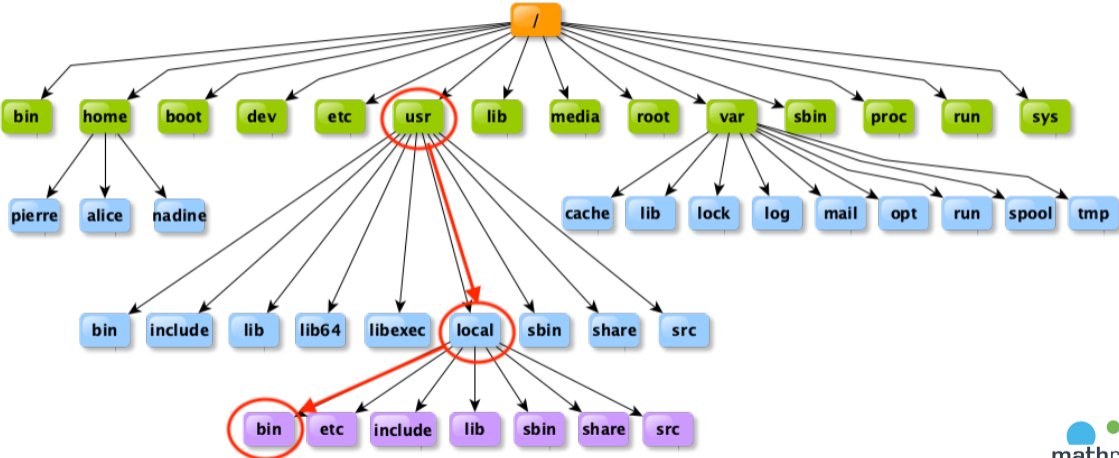 /
bin home boot dev etc usr lib media root var sbin proc run sys
pierre alice nadine cache lib lock log mail opt run spool tmp
bin include lib lib64 libexec local sbin share src
bin etc include lib sbin share src